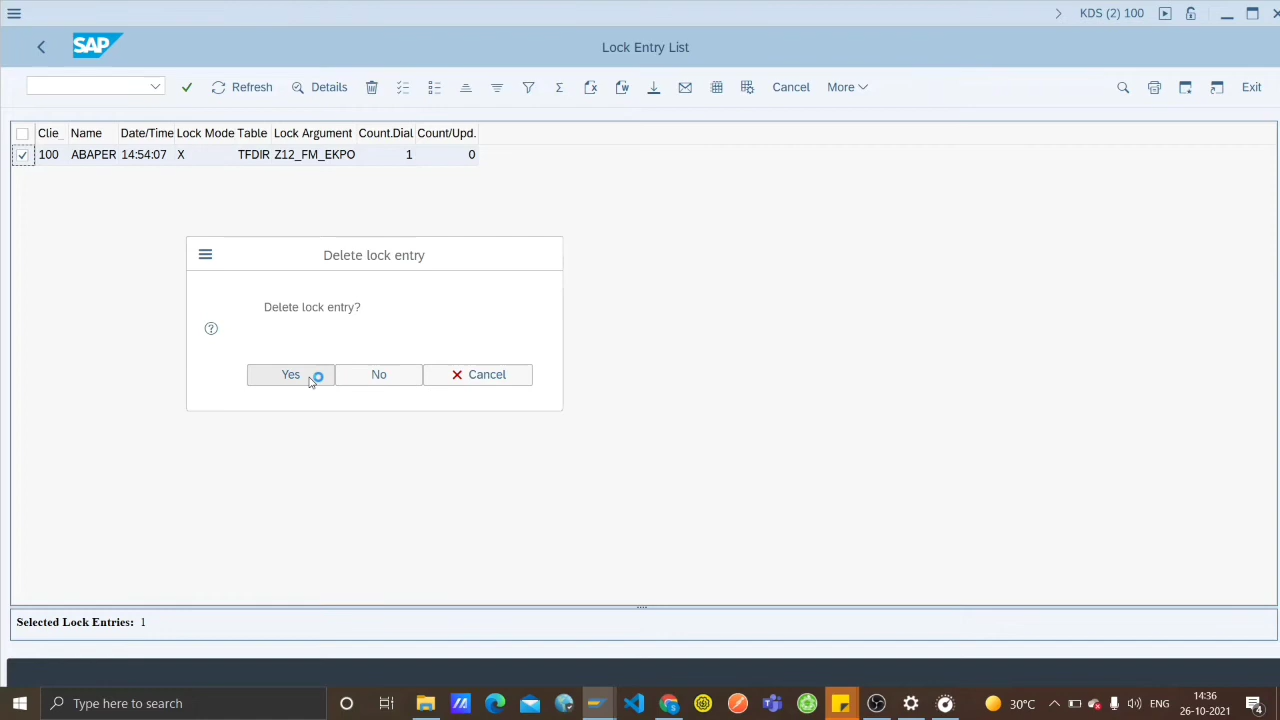 KDS (2) 100
SAP
Lock Entry List
Refresh Details Cancel More Exit
Clie Name Date/Time Lock Mode Table Lock Argument Count.Dial Count/Upd.
100 ABAPER 14:54:07 X TFDIR Z12_FM_EKPO 1 0
Delete lock entry
Delete lock entry?
Yes No Cancel
Selected Lock Entries: 1
Type here to search
30°C ENG
14:36
26-10-2021
4